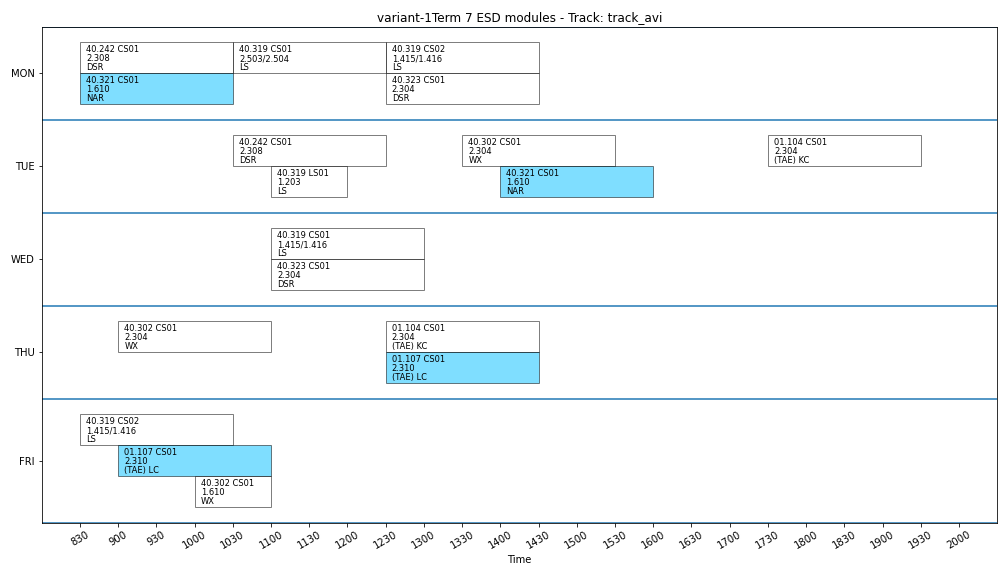 variant-1Term 7 ESD modules - Track: track_avi
MON
40.242 CS01
2.308
DSR
40.319 CS01
2.503/2.504
LS
40.319 CS02
1.415/1.416
LS
40.321 CS01
1.610
NAR
40.323 CS01
2.304
DSR
TUE
40.242 CS01
2.308
DSR
40.302 CS01
2.304
WX
01.104 CS01
2.304
(TAE) KC
40.319 LS01
1.203
LS
40.321 CS01
1.610
NAR
WED
40.319 CS01
1.415/1.416
LS
40.323 CS01
2.304
DSR
THU
40.302 CS01
2.304
WX
01.104 CS01
2.304
(TAE) KC
01.107 CS01
2.310
(TAE) LC
FRI
40.319 CS02
1.415/1.416
LS
01.107 CS01
2.310
(TAE) LC
40.302 CS01
1.610
WX
830 900 930 1000 1030 1100 1130 1200 1230 1300 1330 1430 1500 1600 1630 1700 1730 1800 1830 1900 1930 2000
Time